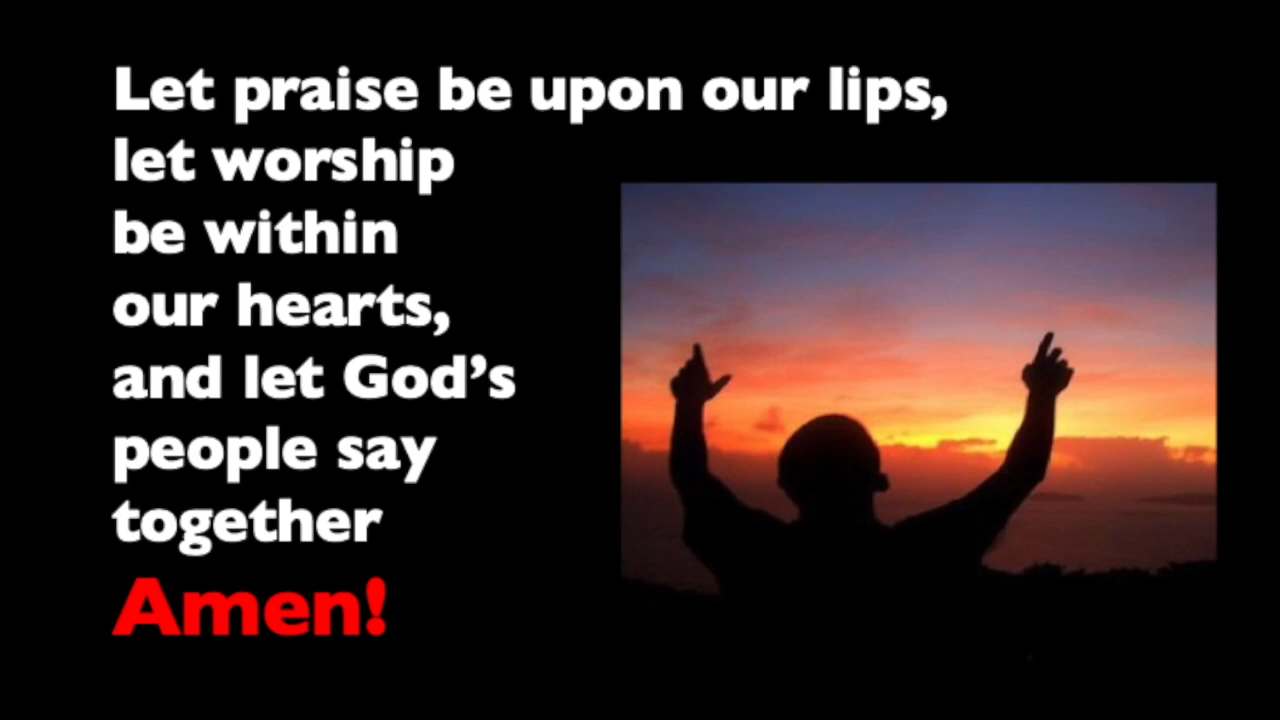 Let praise be upon our lips,
let worship
be within
our hearts,
and let God’s
people say
together
Amen!